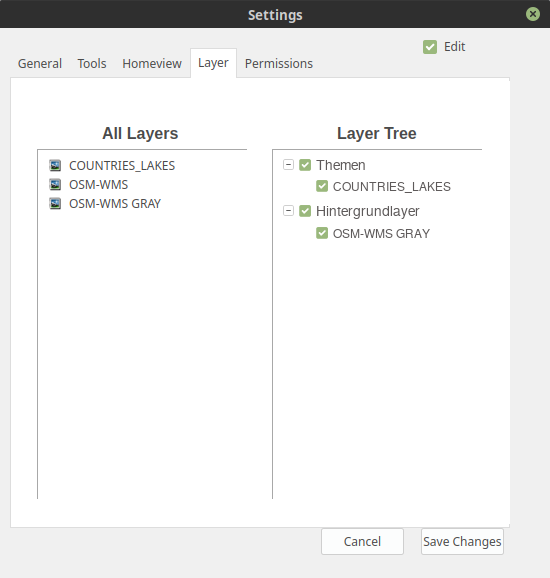 Settings
Edit
General Tools Homeview Layer Permissions
All Layers
COUNTRIES_LAKES
OSM-WMS
OSM-WMS GRAY
Layer Tree
Themen
COUNTRIES_LAKES
Hintergrundlayer
OSM-WMS GRAY
Cancel Save Changes